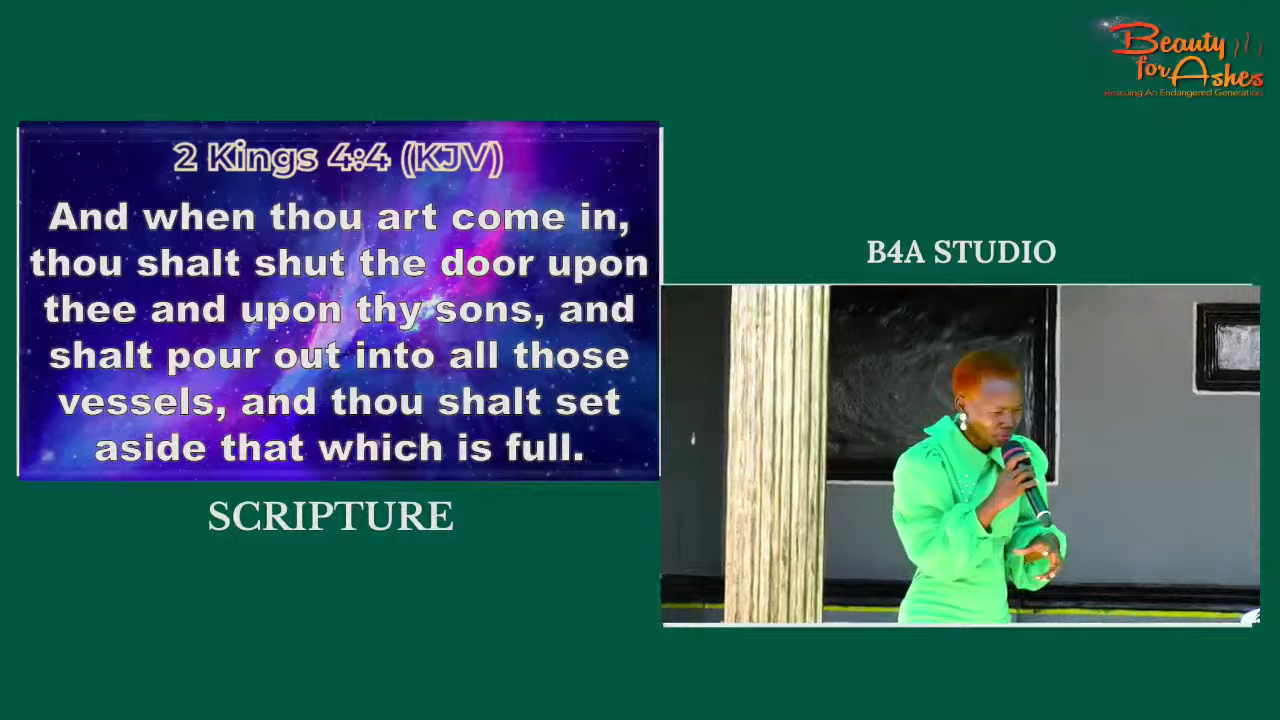 Beauty
for Ashes
Rescuing An Endangered Generation
2 Kings 4:4 (KJV)
And when thou art come in,
thou shalt shut the door upon
thee and upon thy sons, and
shalt pour out into all those
vessels, and thou shalt set
aside that which is full.
SCRIPTURE
B4A STUDIO